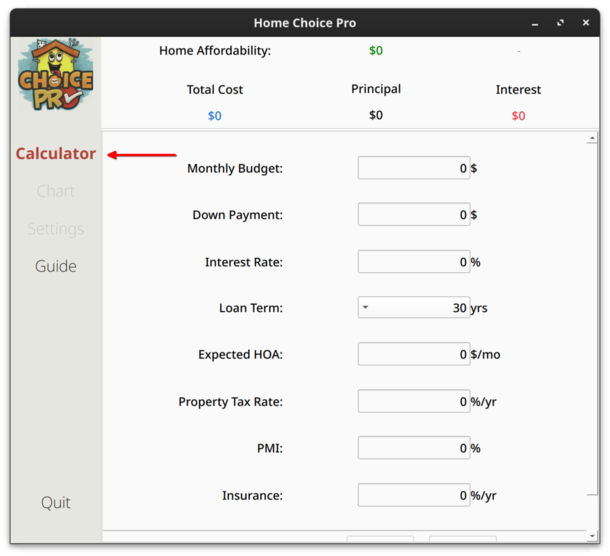 Home Choice Pro
CHOICE
PRO
Home Affordability: $0 -
Total Cost Principal Interest
$0 $0 $0
Calculator
Chart
Settings
Guide
Quit
Monthly Budget: 0 $
Down Payment: 0 $
Interest Rate: 0 %
Loan Term: 30 yrs
Expected HOA: 0 $/mo
Property Tax Rate: 0 %/yr
PMI: 0 %
Insurance: 0 %/yr